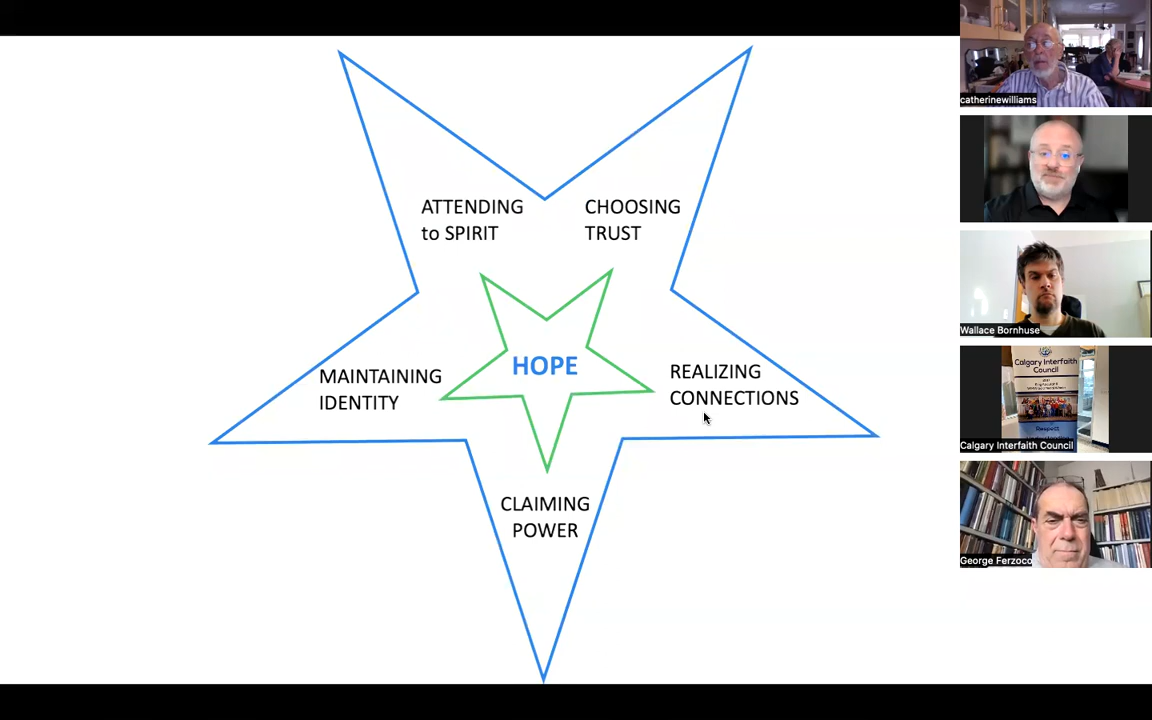 ATTENDING
to SPIRIT
CHOOSING
TRUST
HOPE
MAINTAINING
IDENTITY
REALIZING
CONNECTIONS
CLAIMING
POWER
catherinewilliams
Wallace Bornhuse
Calgary Interfaith
Council
Respect
Calgary Interfaith Council
George Ferzoco